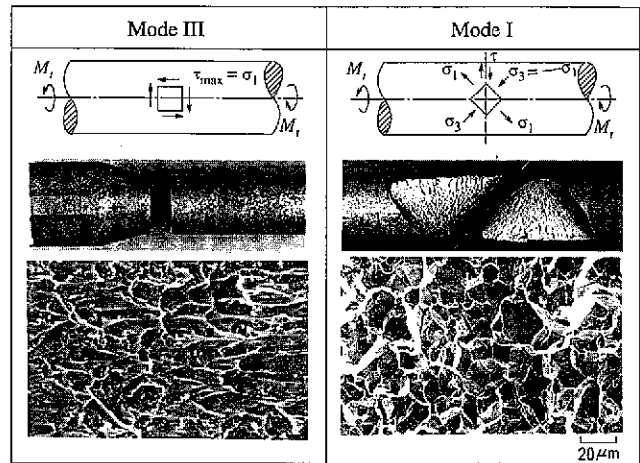 Mode III
Mode I
M_t
τ_max = σ_1
M_t
M_t
σ_1
τ
σ_3 = -σ_1
σ_3
σ_1
M_t
20 μm